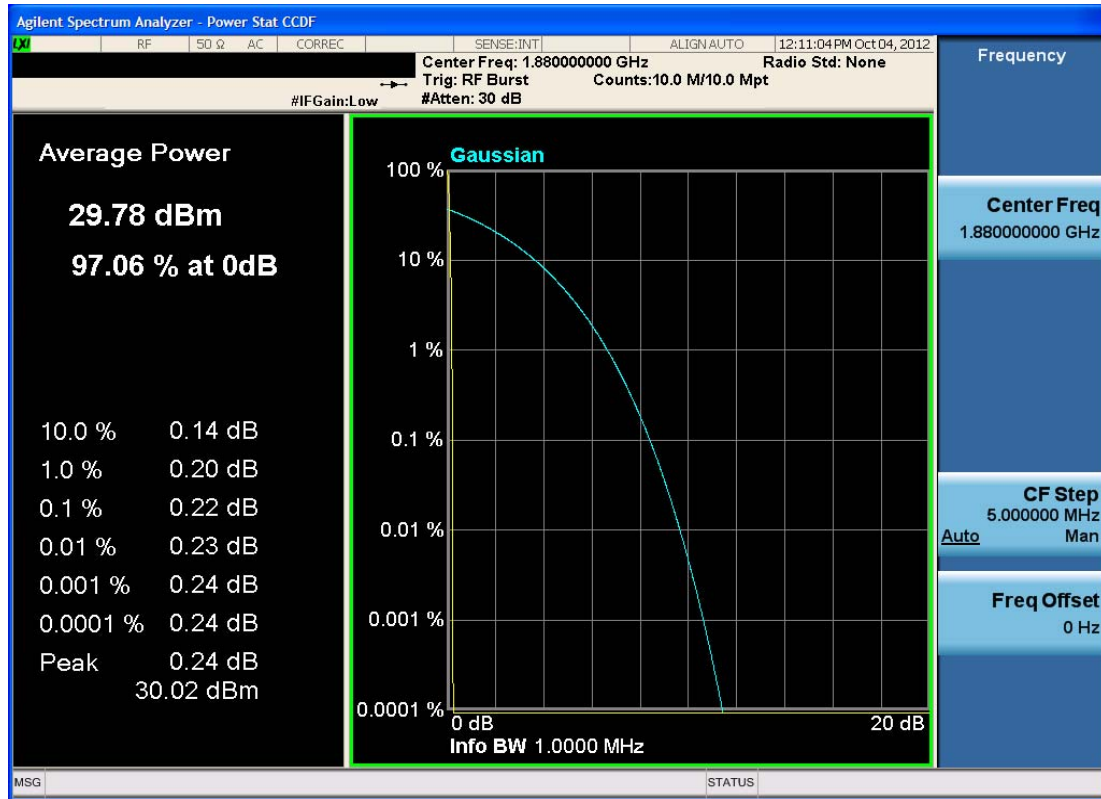 Agilent Spectrum Analyzer - Power Stat CCDF
LXI RF 50 Ω AC CORREC SENSE:INT ALIGNAUTO 12:11:04 PM Oct 04, 2012
Center Freq: 1.880000000 GHz Radio Std: None
Trig: RF Burst Counts:10.0 M/10.0 Mpt
#IFGain:Low #Atten: 30 dB
Average Power
29.78 dBm
97.06 % at 0dB
10.0 % 0.14 dB
1.0 % 0.20 dB
0.1 % 0.22 dB
0.01 % 0.23 dB
0.001 % 0.24 dB
0.0001 % 0.24 dB
Peak 0.24 dB
30.02 dBm
Gaussian
100 %
10 %
1 %
0.1 %
0.01 %
0.001 %
0.0001 %
0 dB 20 dB
Info BW 1.0000 MHz
Frequency
Center Freq
1.880000000 GHz
CF Step
5.000000 MHz
Auto Man
Freq Offset
0 Hz
MSG STATUS